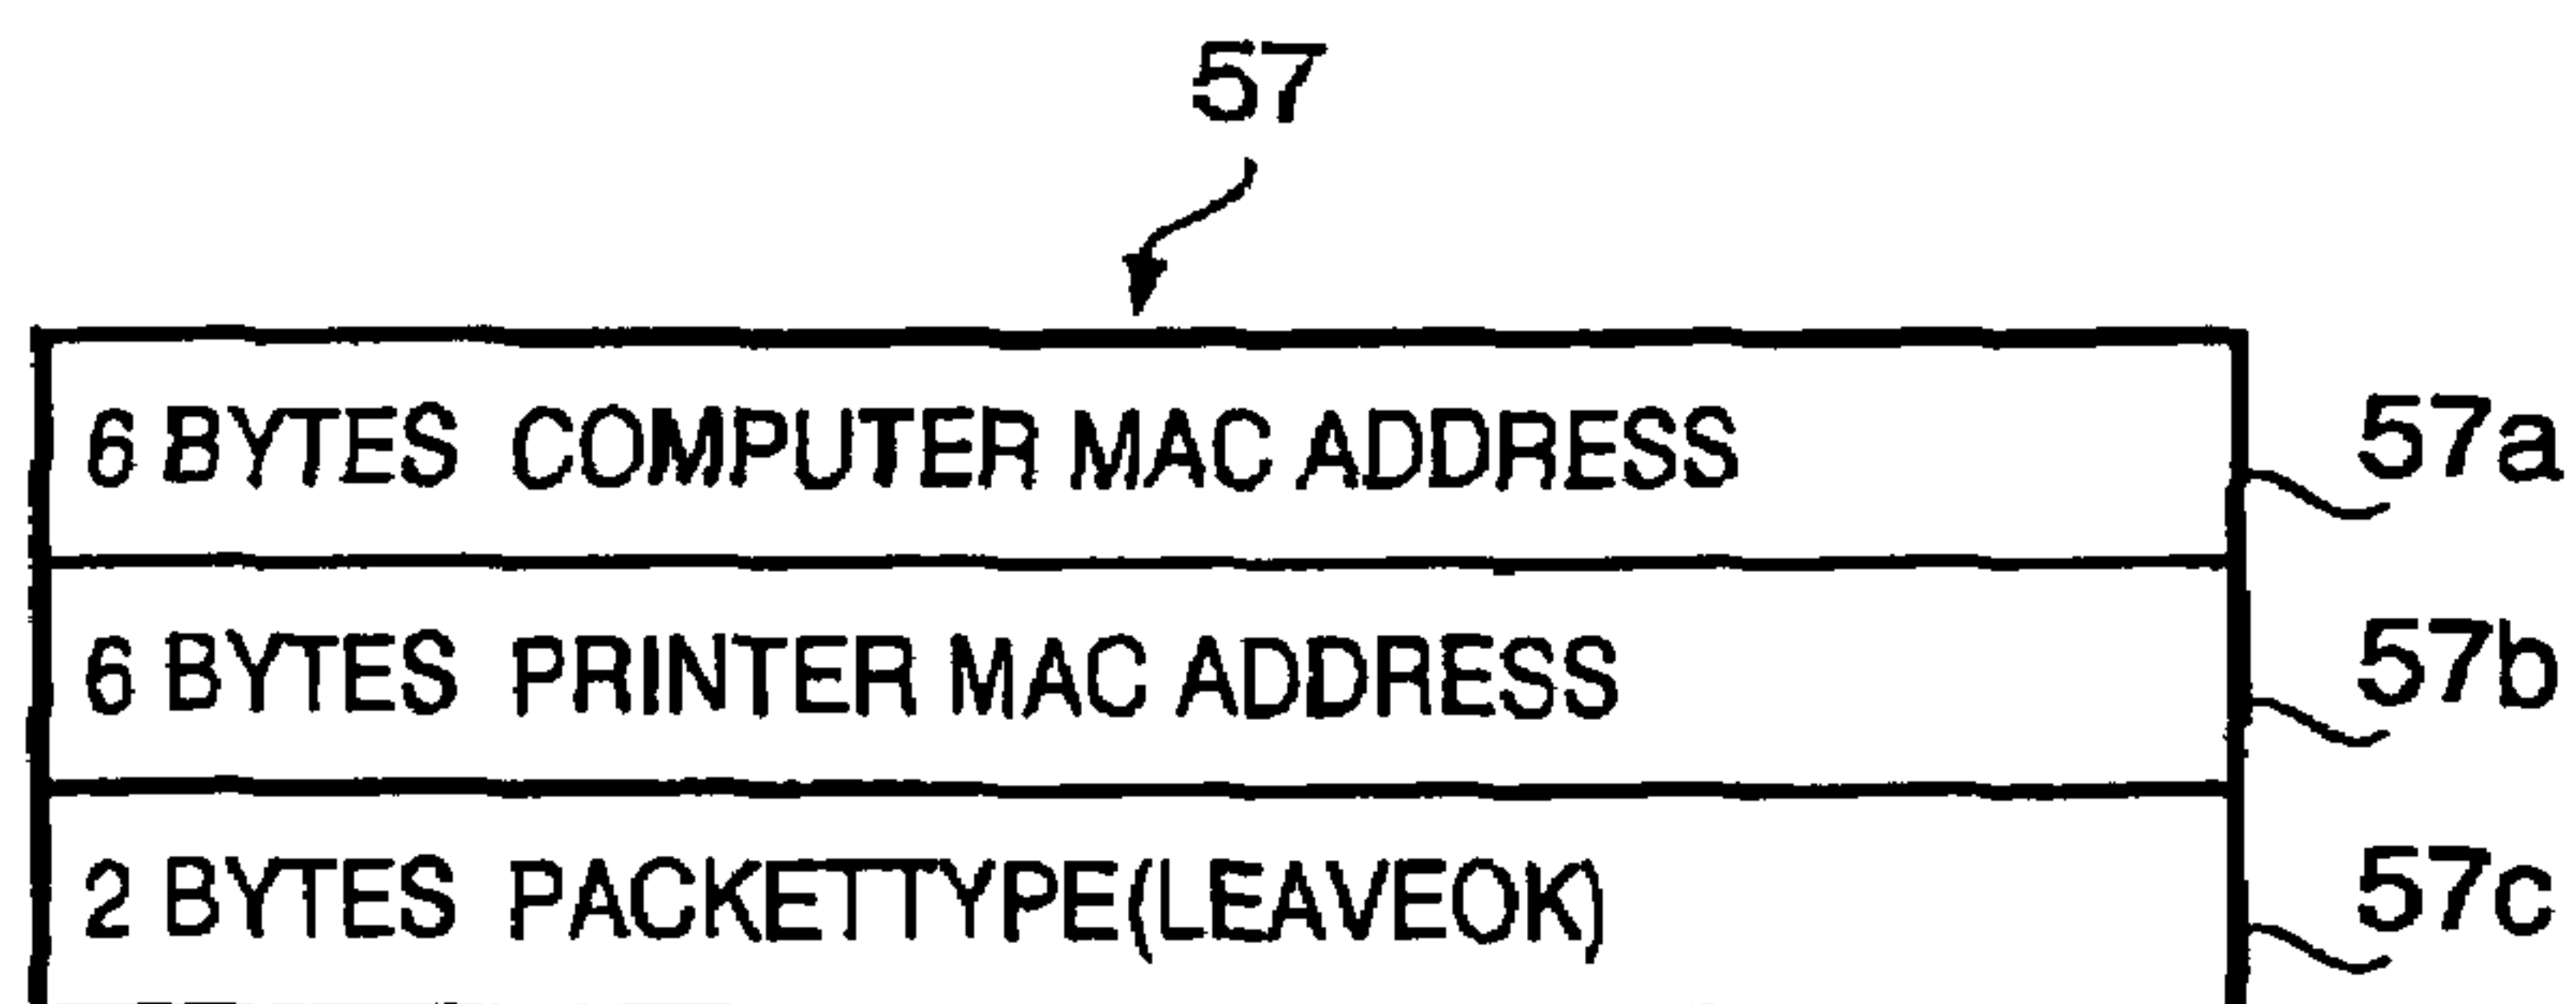 57
6 BYTES COMPUTER MAC ADDRESS 57a
6 BYTES PRINTER MAC ADDRESS 57b
2 BYTES PACKETTYPE(LEAVEOK) 57c